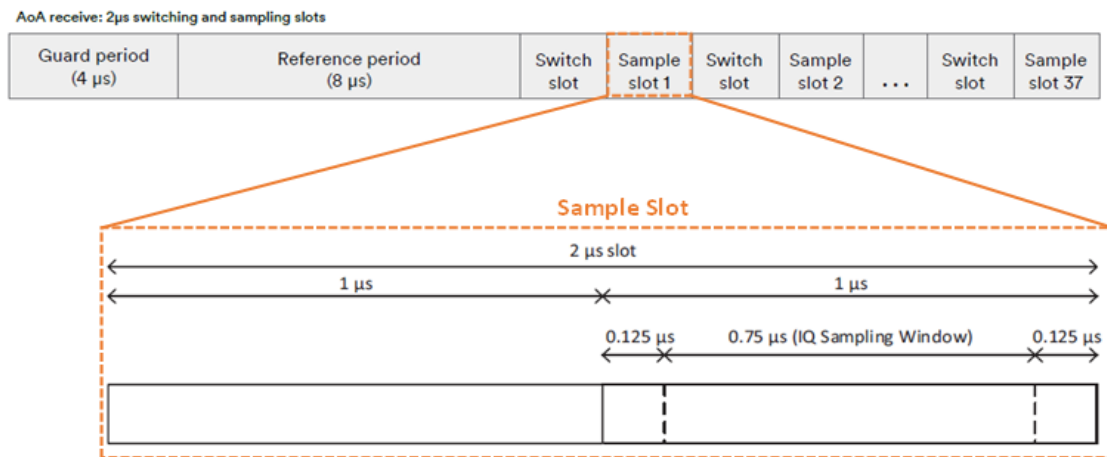 AoA receive: 2µs switching and sampling slots
Guard period
(4 µs)
Reference period
(8 µs)
Switch
slot
Sample
slot 1
Switch
slot
Sample
slot 2
...
Switch
slot
Sample
slot 37
Sample Slot
2 µs slot
1 µs
1 µs
0.125 µs
0.75 µs (IQ Sampling Window)
0.125 µs